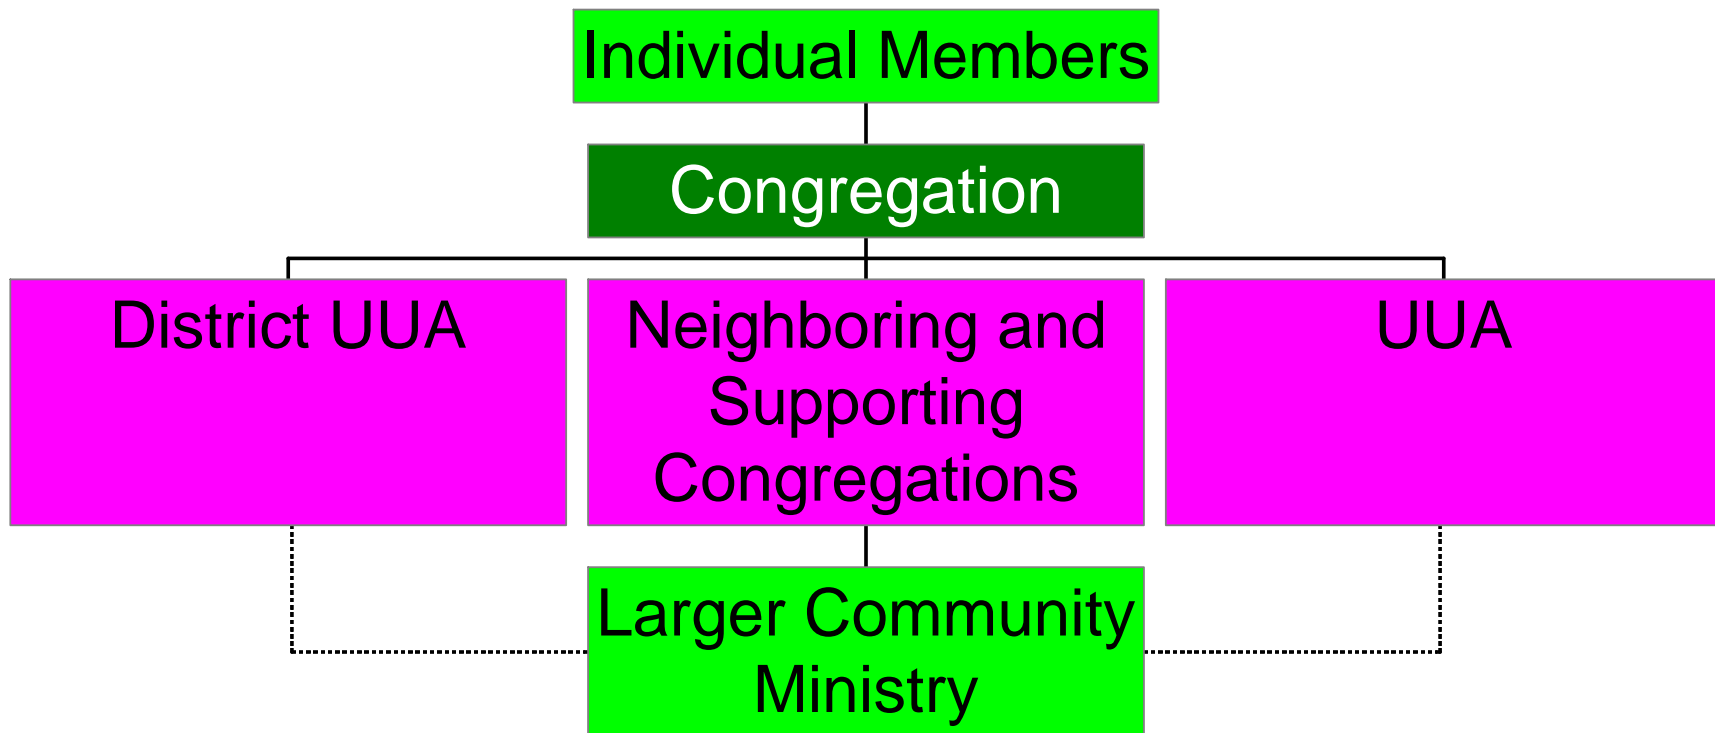 Individual Members
Congregation
District UUA
Neighboring and
Supporting
Congregations
UUA
Larger Community
Ministry